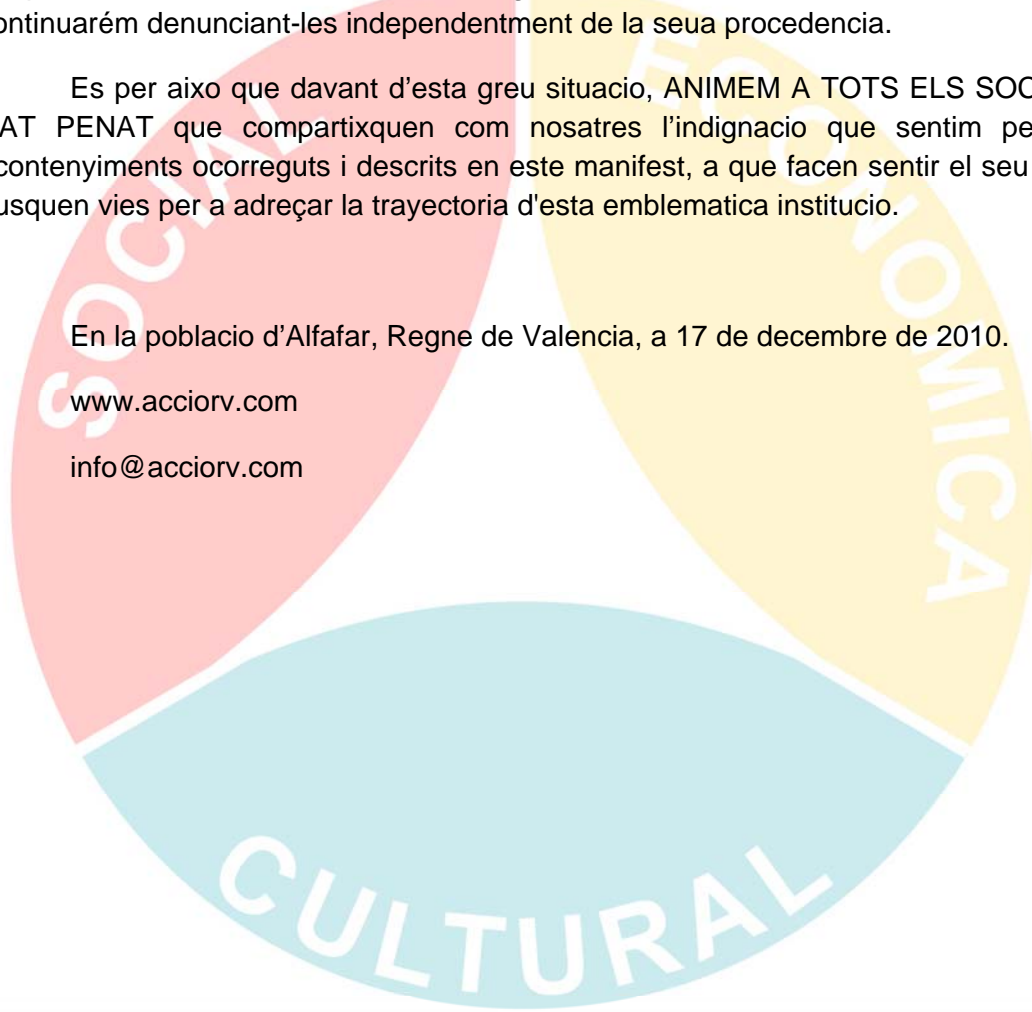 ontinuarém denunciant-les independentment de la seua procedencia.
Es per aixo que davant d’esta greu situacio, ANIMEM A TOTS ELS SOC
AT PENAT que compartixquen com nosatres l’indignacio que sentim pe
contenyiments ocorreguts i descrits en este manifest, a que facen sentir el seu
usquen vies per a adreçar la trayectoria d'esta emblematica institucio.
En la poblacio d’Alfafar, Regne de Valencia, a 17 de decembre de 2010.
www.acciorv.com
info@acciorv.com
SOCIAL
ECONOMICA
CULTURAL